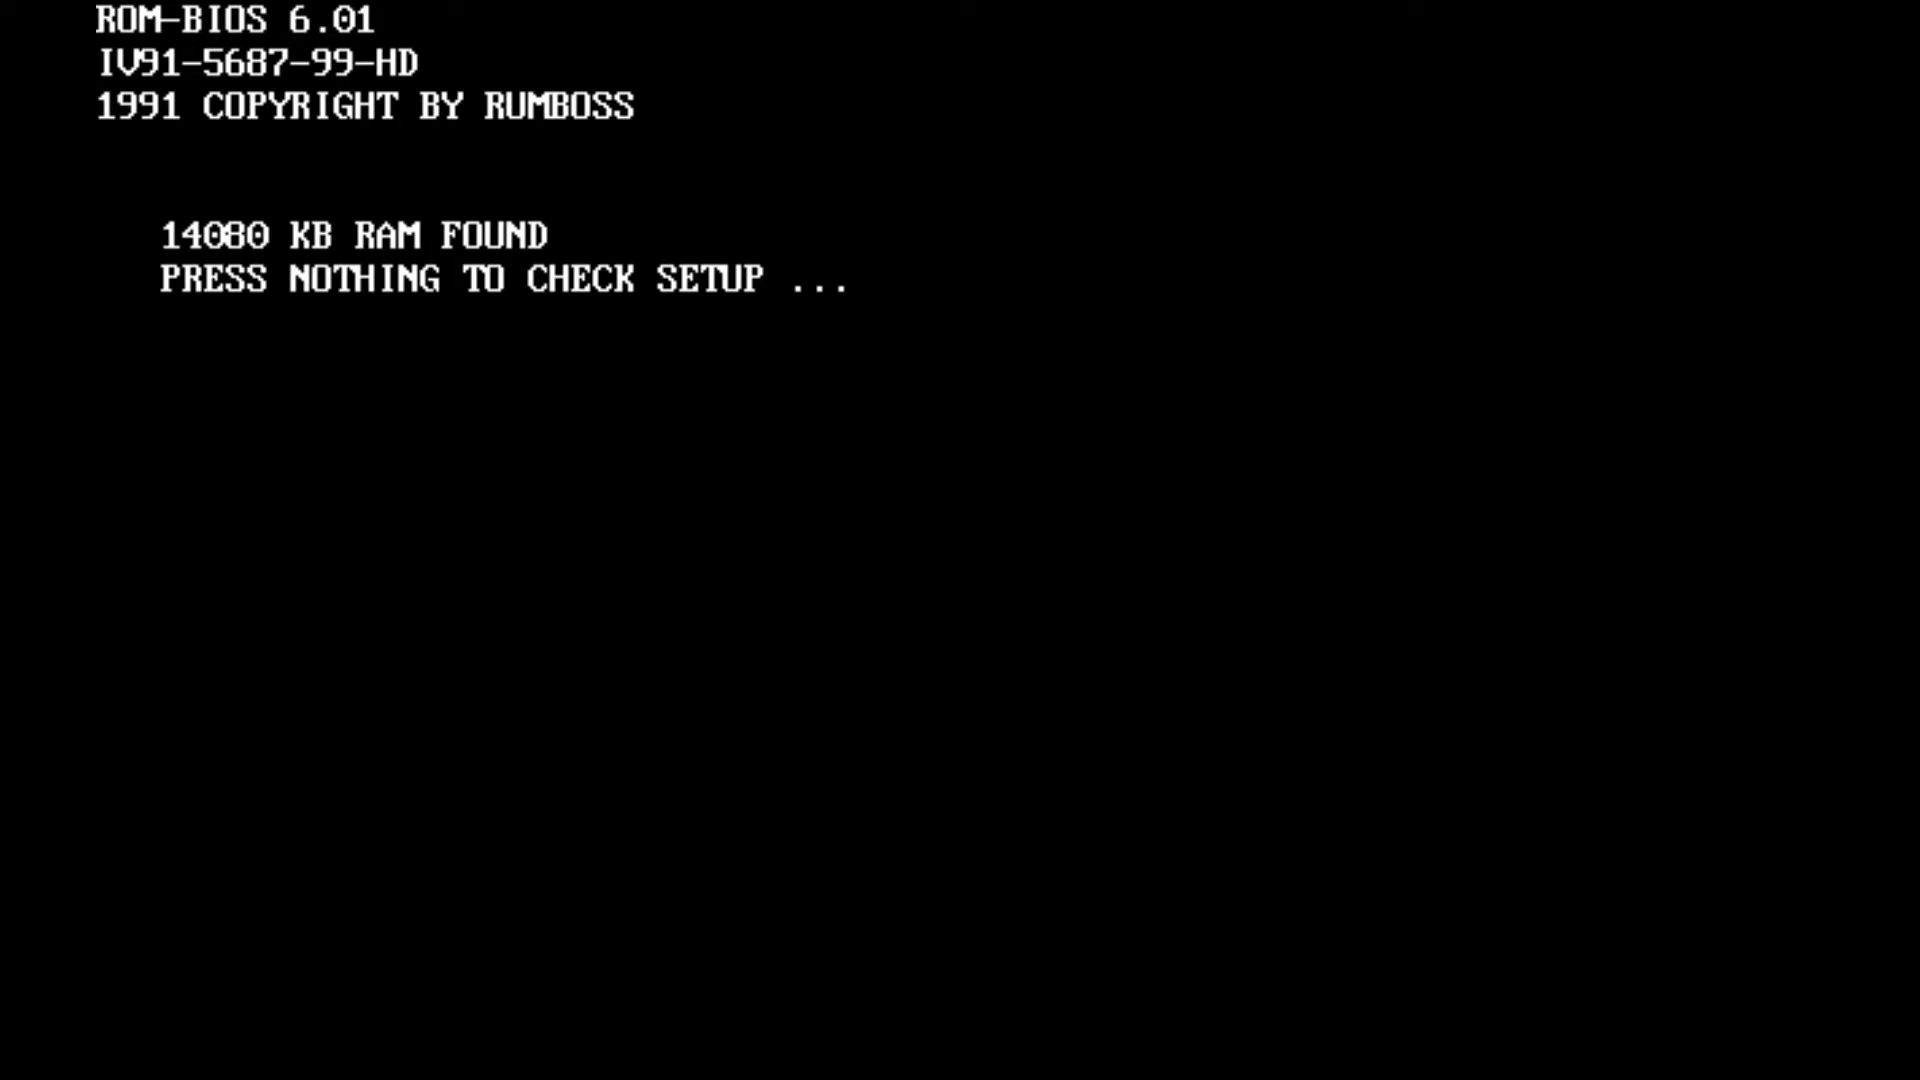 ROM-BIOS 6.01
IV91-5687-99-HD
1991 COPYRIGHT BY RUMBOSS
14080 KB RAM FOUND
PRESS NOTHING TO CHECK SETUP ...